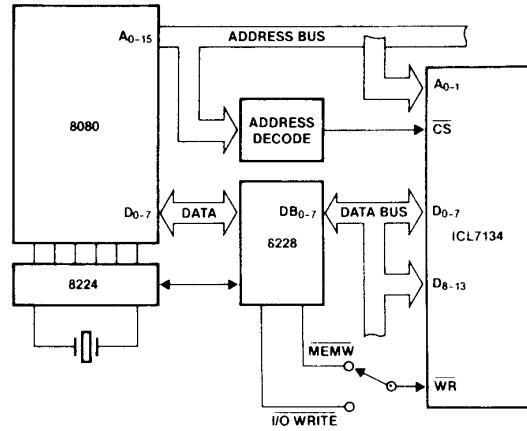 A0-15
ADDRESS BUS
8080
A0-1
ADDRESS
DECODE
CS
D0-7
DATA
DB0-7
DATA BUS
D0-7
6228
ICL7134
8224
D8-13
MEMW
WR
I/O WRITE